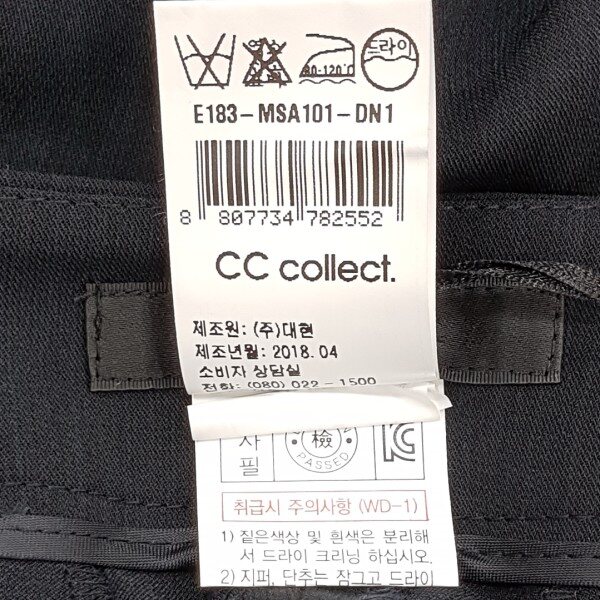 드라이
80-120℃
E183-MSA101-DN1
8 807734 782552
CC collect.
제조원: (주)대현
제조년월: 2018. 04
소비자 상담실
전화: (080) 022-1500
사 檢
필 PASSED
취급시 주의사항 (WD-1)
1) 짙은색상 및 흰색은 분리해
서 드라이 크리닝 하십시오.
2) 지퍼, 단추는 잠그고 드라이